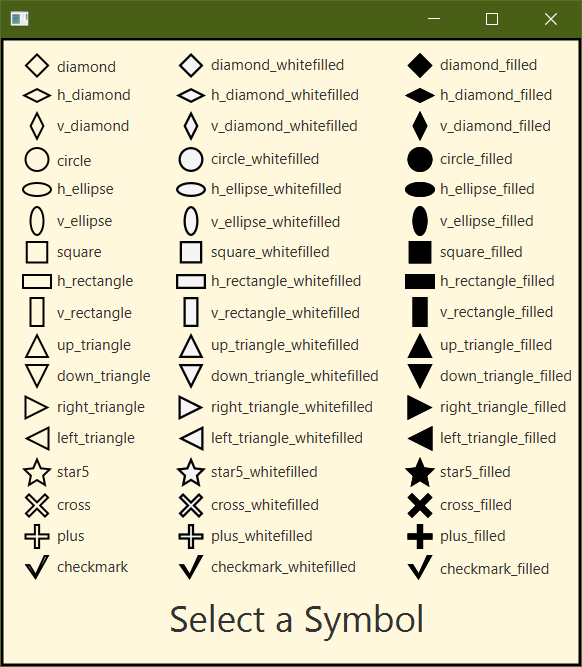 diamond diamond_whitefilled diamond_filled
h_diamond h_diamond_whitefilled h_diamond_filled
v_diamond v_diamond_whitefilled v_diamond_filled
circle circle_whitefilled circle_filled
h_ellipse h_ellipse_whitefilled h_ellipse_filled
v_ellipse v_ellipse_whitefilled v_ellipse_filled
square square_whitefilled square_filled
h_rectangle h_rectangle_whitefilled h_rectangle_filled
v_rectangle v_rectangle_whitefilled v_rectangle_filled
up_triangle up_triangle_whitefilled up_triangle_filled
down_triangle down_triangle_whitefilled down_triangle_filled
right_triangle right_triangle_whitefilled right_triangle_filled
left_triangle left_triangle_whitefilled left_triangle_filled
star5 star5_whitefilled star5_filled
cross cross_whitefilled cross_filled
plus plus_whitefilled plus_filled
checkmark checkmark_whitefilled checkmark_filled
Select a Symbol